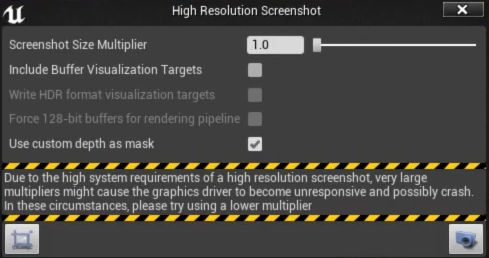 High Resolution Screenshot
Screenshot Size Multiplier 1.0
Include Buffer Visualization Targets
Write HDR format visualization targets
Force 128-bit buffers for rendering pipeline
Use custom depth as mask
Due to the high system requirements of a high resolution screenshot, very large
multipliers might cause the graphics driver to become unresponsive and possibly crash.
In these circumstances, please try using a lower multiplier